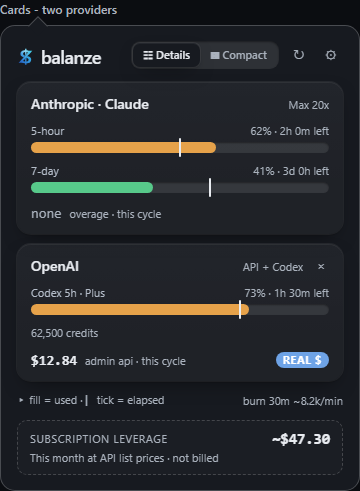 Cards - two providers
balanze
Details
Compact
Anthropic · Claude
Max 20x
5-hour
62% · 2h 0m left
7-day
41% · 3d 0h left
none overage · this cycle
OpenAI
API + Codex ×
Codex 5h · Plus
73% · 1h 30m left
62,500 credits
$12.84 admin api · this cycle
REAL $
fill = used · | tick = elapsed
burn 30m ~8.2k/min
SUBSCRIPTION LEVERAGE
~$47.30
This month at API list prices · not billed